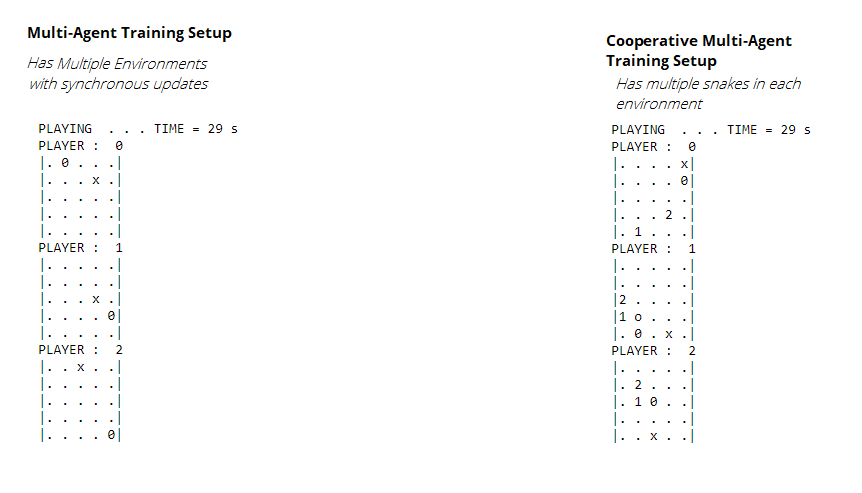 Multi-Agent Training Setup
Has Multiple Environments
with synchronous updates
PLAYING . . . TIME = 29 s
PLAYER : 0
|. 0 . . .|
|. . . x .|
|. . . . .|
|. . . . .|
|. . . . .|
PLAYER : 1
|. . . . .|
|. . . . .|
|. . . x .|
|. . . . 0|
|. . . . .|
PLAYER : 2
|. . x . .|
|. . . . .|
|. . . . .|
|. . . . .|
|. . . . 0|
Cooperative Multi-Agent
Training Setup
Has multiple snakes in each
environment
PLAYING . . . TIME = 29 s
PLAYER : 0
|. . . . x|
|. . . . 0|
|. . . . .|
|. . . 2 .|
|. 1 . . .|
PLAYER : 1
|. . . . .|
|. . . . .|
|2 . . . .|
|1 o . . .|
|. 0 . x .|
PLAYER : 2
|. . . . .|
|. 2 . . .|
|. 1 0 . .|
|. . . . .|
|. . x . .|